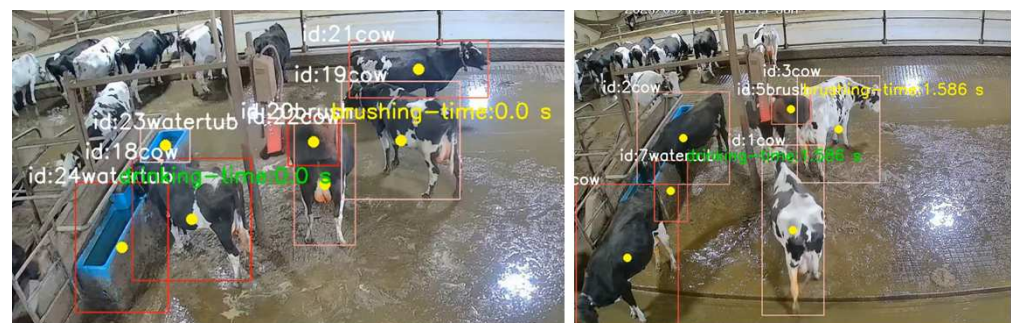 id:21cow
id:19cow
id:20brush
brushing-time:0.0 s
id:22cow
id:23watertub
id:18cow
id:24watertub
drinking-time:0.0 s
id:3cow
id:2cow
id:5brush
brushing-time:1.586 s
id:1cow
id:7watertub
drinking-time:1.586 s
cow